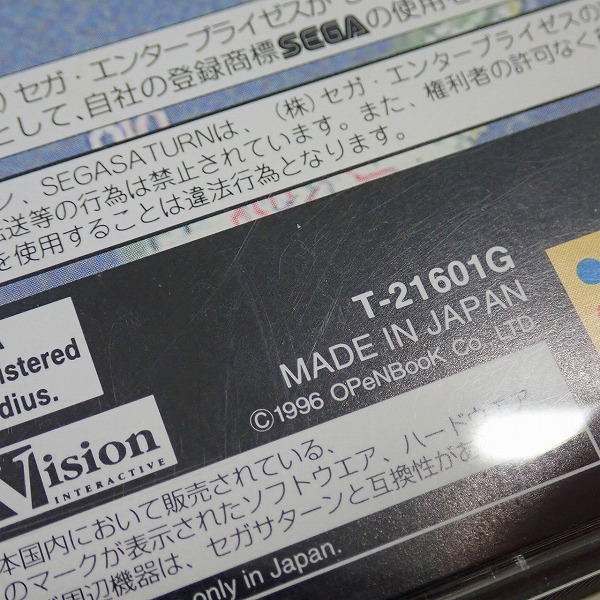 ) セガ・エンタープライゼスが
として、自社の登録商標SEGAの使用を
ン、SEGASATURNは、(株)セガ・エンタープライゼスの
送等の行為は禁止されています。また、権利者の許可なく
を使用することは違法行為となります。
T-21601G
MADE IN JAPAN
©1996 OPeNBooK Co. LTD
istered
dius.
Vision
INTERACTIVE
本国内において販売されている、
のマークが表示されたソフトウエア、ハードウエア
周辺機器は、セガサターンと互換性があ
only in Japan.